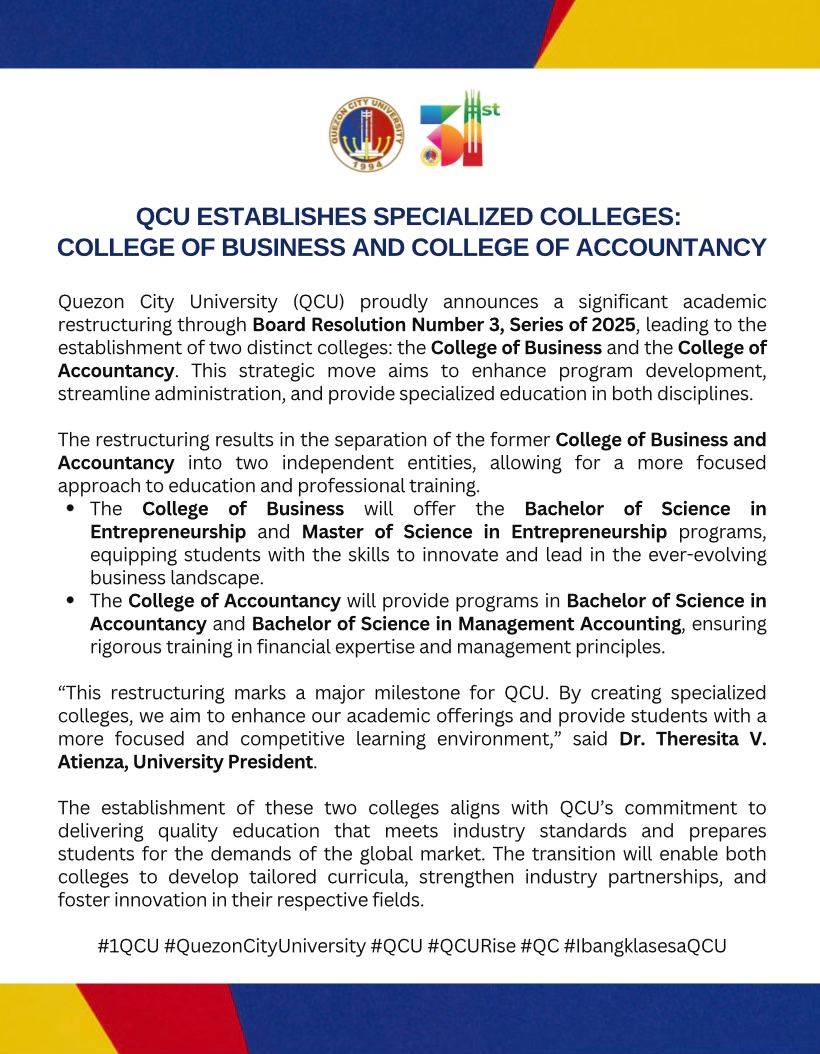 QUEZON CITY UNIVERSITY
1994
31st
QCU ESTABLISHES SPECIALIZED COLLEGES:
COLLEGE OF BUSINESS AND COLLEGE OF ACCOUNTANCY
Quezon City University (QCU) proudly announces a significant academic
restructuring through Board Resolution Number 3, Series of 2025, leading to the
establishment of two distinct colleges: the College of Business and the College of
Accountancy. This strategic move aims to enhance program development,
streamline administration, and provide specialized education in both disciplines.
The restructuring results in the separation of the former College of Business and
Accountancy into two independent entities, allowing for a more focused
approach to education and professional training.
• The College of Business will offer the Bachelor of Science in
Entrepreneurship and Master of Science in Entrepreneurship programs,
equipping students with the skills to innovate and lead in the ever-evolving
business landscape.
• The College of Accountancy will provide programs in Bachelor of Science in
Accountancy and Bachelor of Science in Management Accounting, ensuring
rigorous training in financial expertise and management principles.
“This restructuring marks a major milestone for QCU. By creating specialized
colleges, we aim to enhance our academic offerings and provide students with a
more focused and competitive learning environment,” said Dr. Theresita V.
Atienza, University President.
The establishment of these two colleges aligns with QCU’s commitment to
delivering quality education that meets industry standards and prepares
students for the demands of the global market. The transition will enable both
colleges to develop tailored curricula, strengthen industry partnerships, and
foster innovation in their respective fields.
#1QCU #QuezonCityUniversity #QCU #QCURise #QC #IbangklasesaQCU